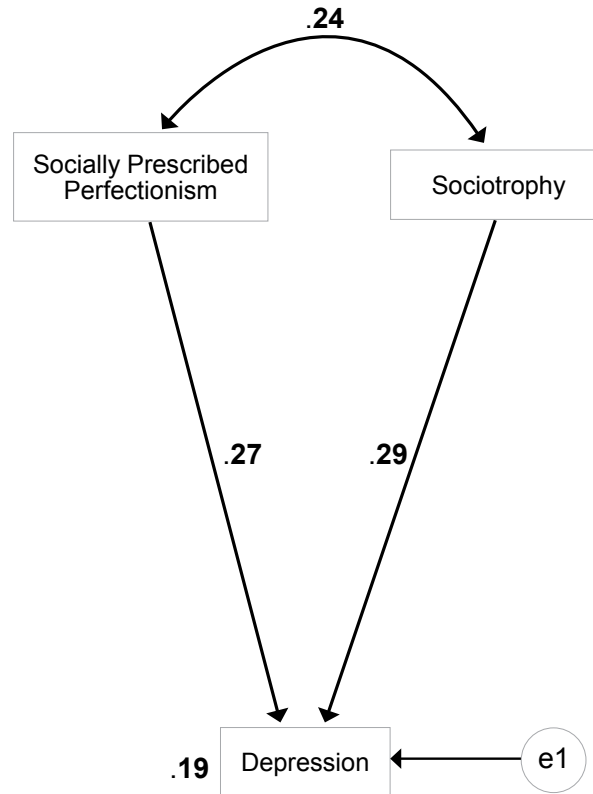 .24
Socially Prescribed
Perfectionism
Sociotrophy
.27
.29
.19
Depression
e1